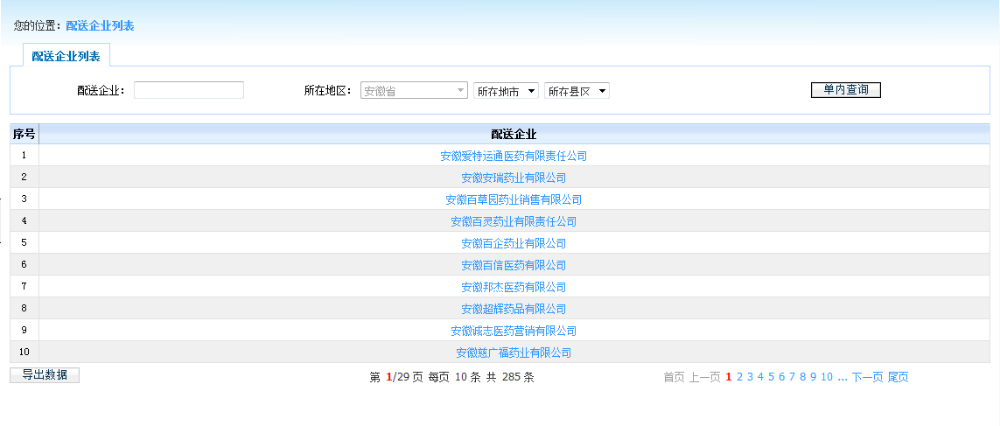 您的位置：配送企业列表
配送企业列表
配送企业： 所在地区： 安徽省 所在地市 所在县区 单内查询
序号 配送企业
1 安徽爱特运通医药有限责任公司
2 安徽安瑞药业有限公司
3 安徽百草园药业销售有限公司
4 安徽百灵药业有限责任公司
5 安徽百企药业有限公司
6 安徽百信医药有限公司
7 安徽邦杰医药有限公司
8 安徽超辉药品有限公司
9 安徽诚志医药营销有限公司
10 安徽慈广福药业有限公司
导出数据 第 1/29 页 每页 10 条 共 285 条 首页 上一页 1 2 3 4 5 6 7 8 9 10 ... 下一页 尾页